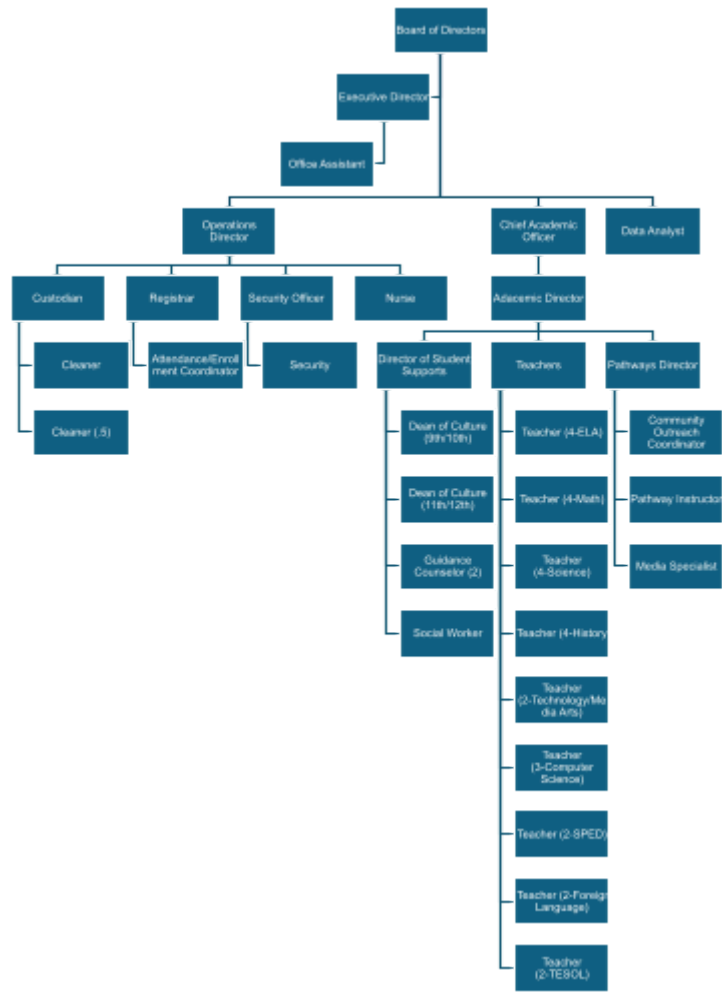 Board of Directors
Executive Director
Office Assistant
Operations
Director
Chief Academic
Officer
Data Analyst
Custodian
Registrar
Security Officer
Nurse
Adacemic Director
Cleaner
Attendance/Enroll
ment Coordinator
Security
Director of Student
Supports
Teachers
Pathways Director
Cleaner (.5)
Dean of Culture
(9th/10th)
Teacher (4-ELA)
Community
Outreach
Coordinator
Dean of Culture
(11th/12th)
Teacher (4-Math)
Pathway Instructor
Guidance
Counselor (2)
Teacher
(4-Science)
Media Specialist
Social Worker
Teacher (4-History
Teacher
(2-Technology/Me
dia Arts)
Teacher
(3-Computer
Science)
Teacher (2-SPED)
Teacher (2-Foreign
Language)
Teacher
(2-TESOL)